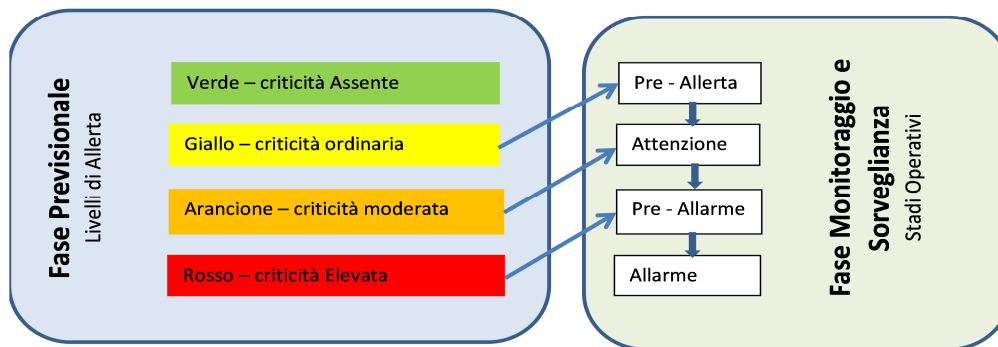 Fase Previsionale
Livelli di Allerta
Verde – criticità Assente
Giallo – criticità ordinaria
Arancione – criticità moderata
Rosso – criticità Elevata
Pre - Allerta
Attenzione
Pre - Allarme
Allarme
Fase Monitoraggio e
Sorveglianza
Stadi Operativi